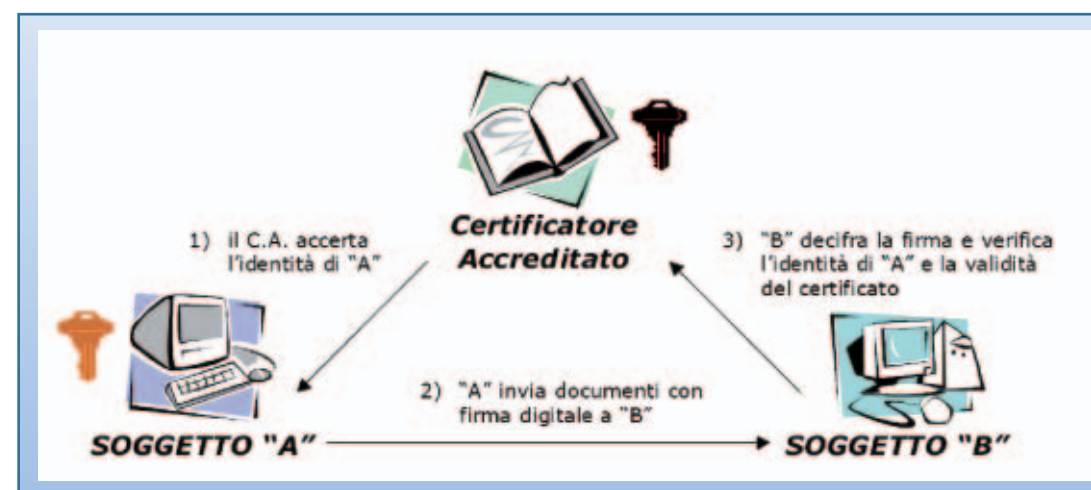 Certificatore
Accreditato
1) il C.A. accerta
l'identità di "A"
3) "B" decifra la firma e verifica
l'identità di "A" e la validità
del certificato
2) "A" invia documenti con
firma digitale a "B"
SOGGETTO "A"
SOGGETTO "B"